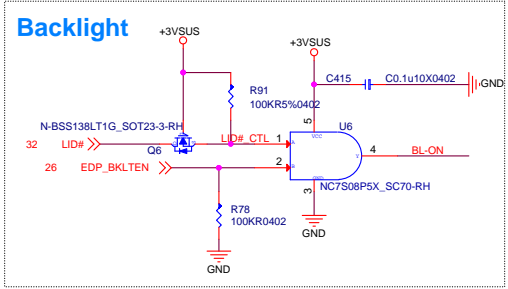 Backlight
+3VSUS
+3VSUS
C415
C0.1u10X0402
GND
R91
100KR5%0402
N-BSS138LT1G_SOT23-3-RH
U6
5
VCC
32
LID#
Q6
LID#_CTL
1
A
4
Y
BL-ON
26
EDP_BKLTEN
2
B
GND
NC7S08P5X_SC70-RH
3
R78
100KR0402
GND
GND